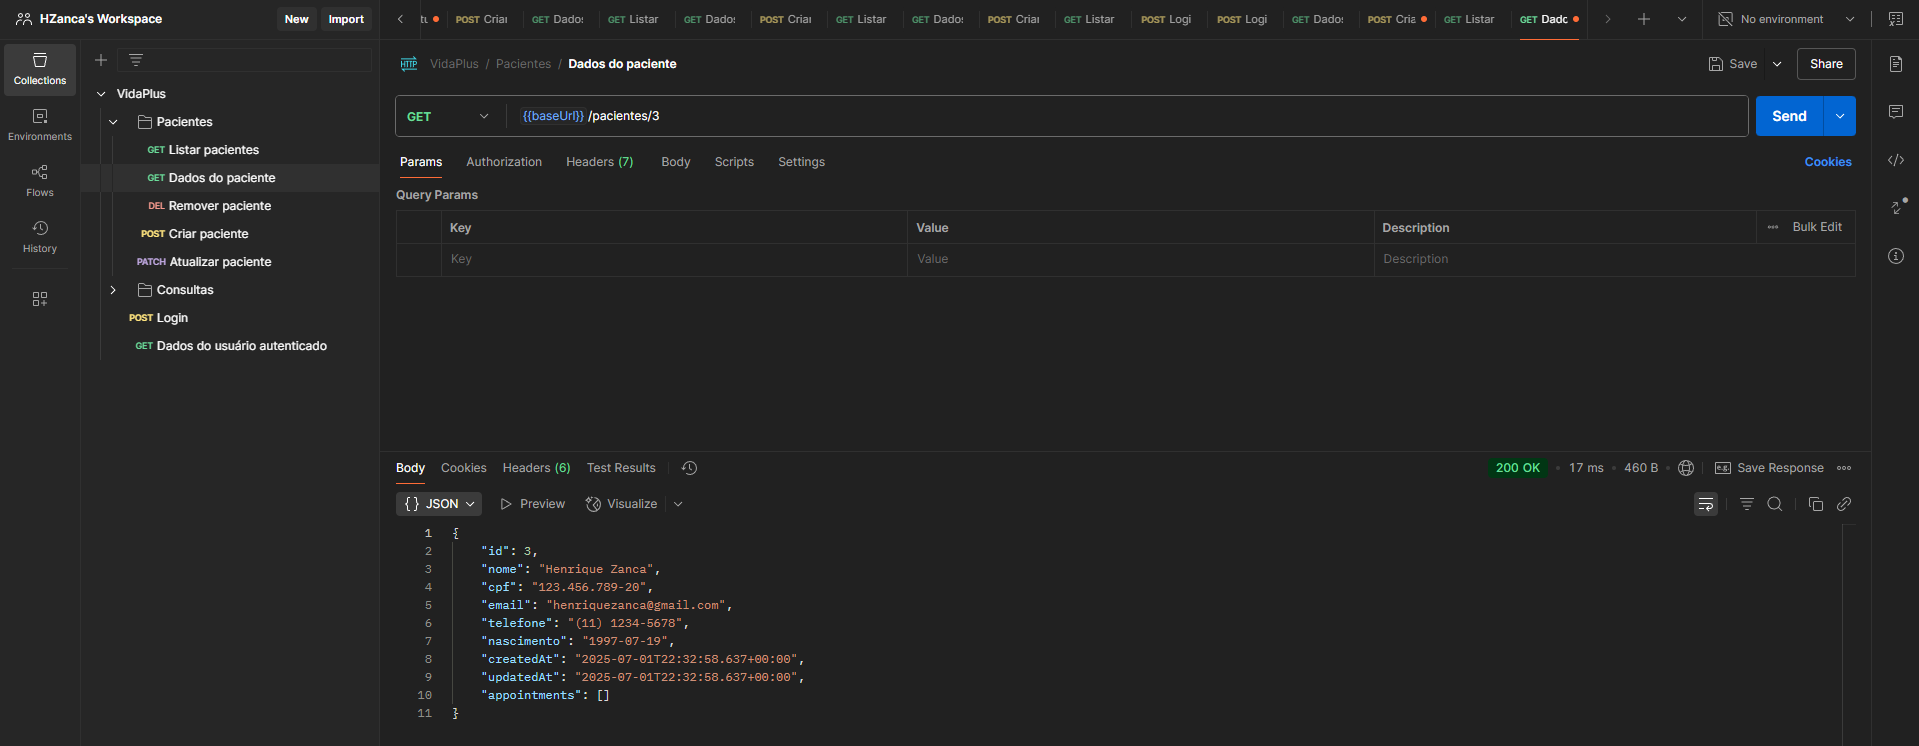 HZanca's Workspace
New
Import
POST Criar
GET Dados
GET Listar
GET Dados
POST Criar
GET Listar
GET Dados
POST Criar
GET Listar
POST Logi
POST Logi
GET Dados
POST Cria
GET Listar
GET Dadc
No environment
Collections
Environments
Flows
History
VidaPlus
Pacientes
GET Listar pacientes
GET Dados do paciente
DEL Remover paciente
POST Criar paciente
PATCH Atualizar paciente
Consultas
POST Login
GET Dados do usuário autenticado
HTTP VidaPlus / Pacientes / Dados do paciente
Save
Share
GET {{baseUrl}} /pacientes/3
Send
Params Authorization Headers (7) Body Scripts Settings
Cookies
Query Params
Key Value Description ••• Bulk Edit
Key Value Description
Body Cookies Headers (6) Test Results
200 OK • 17 ms • 460 B
e.g. Save Response •••
{} JSON Preview Visualize
1 {
2 "id": 3,
3 "nome": "Henrique Zanca",
4 "cpf": "123.456.789-20",
5 "email": "henriquezanca@gmail.com",
6 "telefone": "(11) 1234-5678",
7 "nascimento": "1997-07-19",
8 "createdAt": "2025-07-01T22:32:58.637+00:00",
9 "updatedAt": "2025-07-01T22:32:58.637+00:00",
10 "appointments": []
11 }